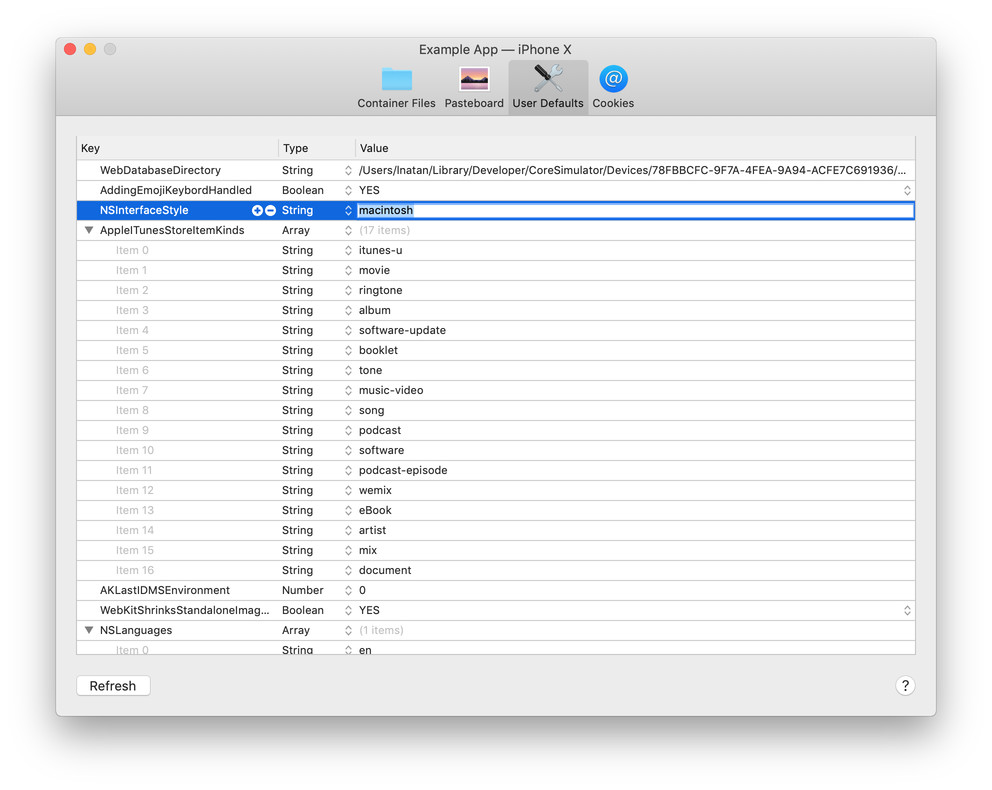 Example App — iPhone X
Container Files Pasteboard User Defaults Cookies
Key Type Value
WebDatabaseDirectory String /Users/lnatan/Library/Developer/CoreSimulator/Devices/78FBBCFC-9F7A-4FEA-9A94-ACFE7C691936/...
AddingEmojiKeybordHandled Boolean YES
NSInterfaceStyle String macintosh
AppleITunesStoreItemKinds Array (17 items)
Item 0 String itunes-u
Item 1 String movie
Item 2 String ringtone
Item 3 String album
Item 4 String software-update
Item 5 String booklet
Item 6 String tone
Item 7 String music-video
Item 8 String song
Item 9 String podcast
Item 10 String software
Item 11 String podcast-episode
Item 12 String wemix
Item 13 String eBook
Item 14 String artist
Item 15 String mix
Item 16 String document
AKLastIDMSEnvironment Number 0
WebKitShrinksStandaloneImag... Boolean YES
NSLanguages Array (1 items)
Item 0 String en
Refresh ?